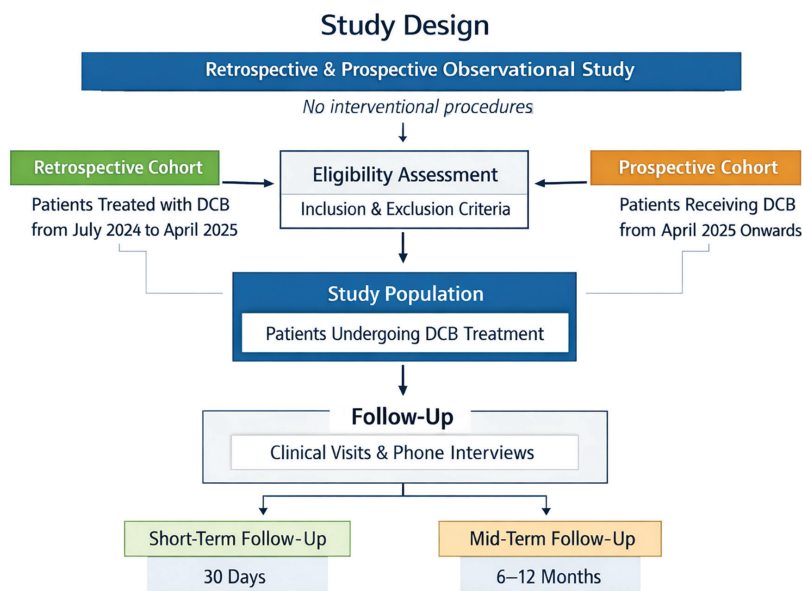 Study Design
Retrospective & Prospective Observational Study
No interventional procedures
Retrospective Cohort
Patients Treated with DCB
from July 2024 to April 2025
Eligibility Assessment
Inclusion & Exclusion Criteria
Prospective Cohort
Patients Receiving DCB
from April 2025 Onwards
Study Population
Patients Undergoing DCB Treatment
Follow-Up
Clinical Visits & Phone Interviews
Short-Term Follow-Up
30 Days
Mid-Term Follow-Up
6–12 Months